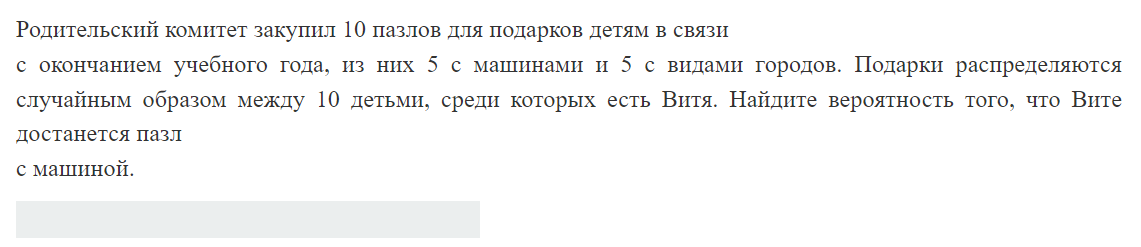 Родительский комитет закупил 10 пазлов для подарков детям в связи
с окончанием учебного года, из них 5 с машинами и 5 с видами городов. Подарки распределяются
случайным образом между 10 детьми, среди которых есть Витя. Найдите вероятность того, что Вите
достанется пазл
с машиной.